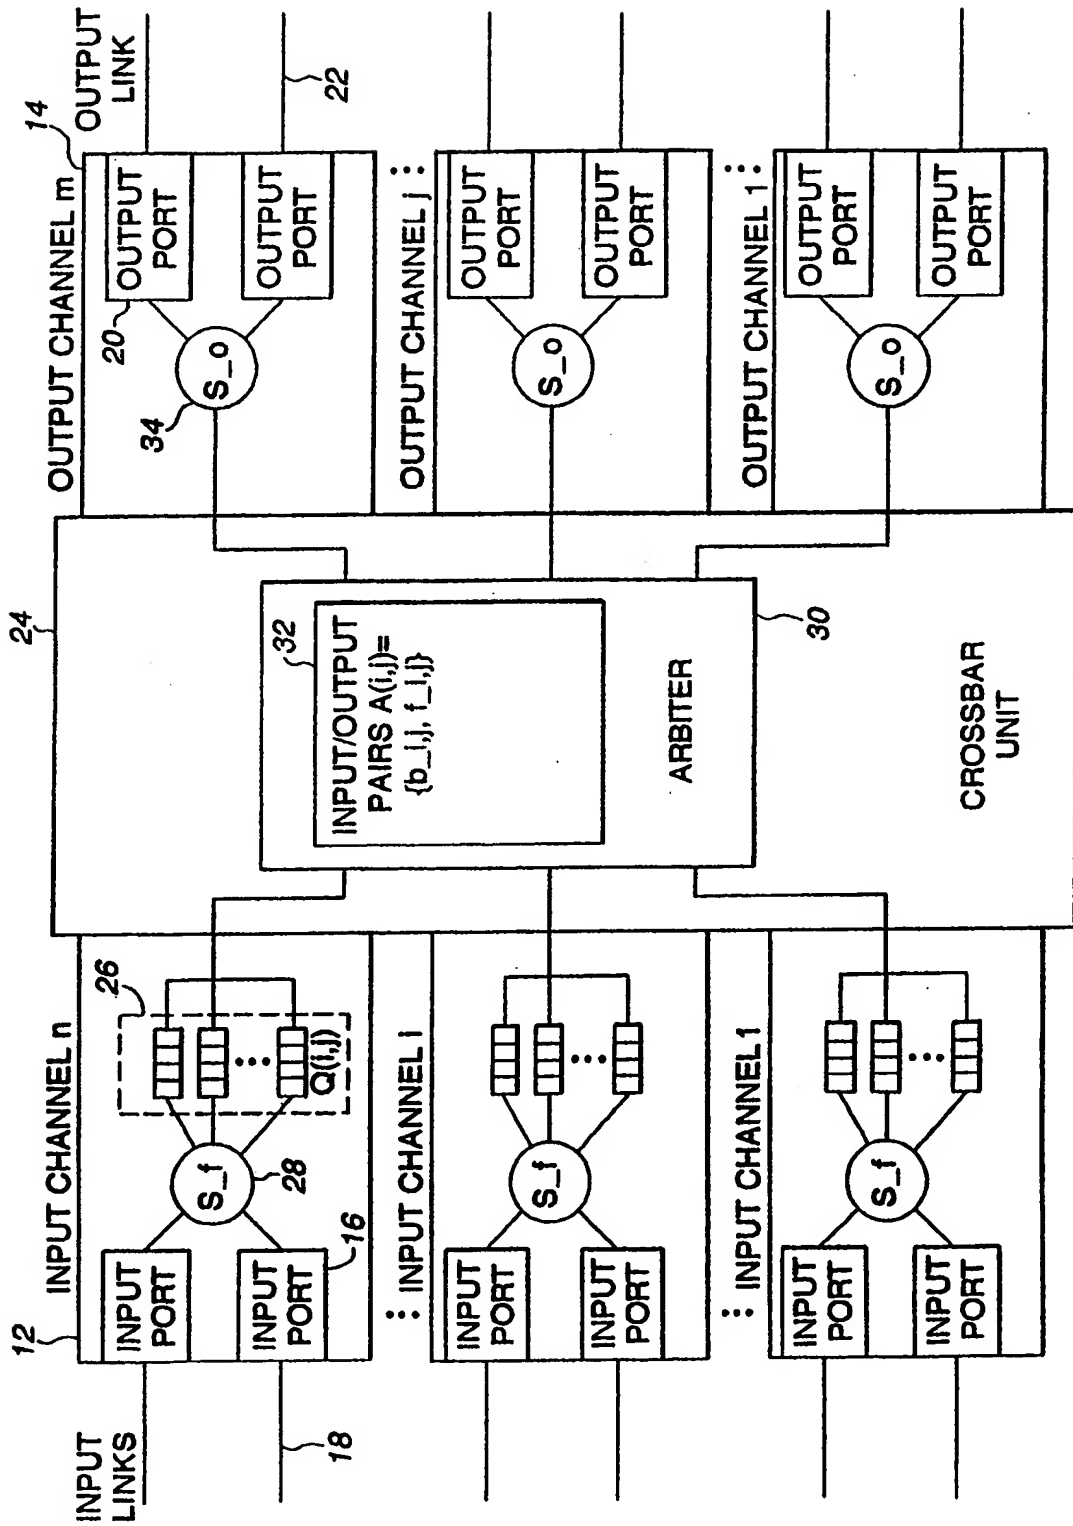 INPUT
LINKS
18
12
INPUT CHANNEL n
INPUT
PORT
INPUT
PORT
16
S_f
28
26
Q(i,j)
INPUT CHANNEL i
INPUT
PORT
INPUT
PORT
S_f
INPUT CHANNEL 1
INPUT
PORT
INPUT
PORT
S_f
24
32
INPUT/OUTPUT
PAIRS A(i,j)=
{b_i,j, f_i,j}
ARBITER
30
CROSSBAR
UNIT
OUTPUT CHANNEL m
14
34
S_o
20
OUTPUT
PORT
OUTPUT
PORT
OUTPUT
LINK
22
OUTPUT CHANNEL j
S_o
OUTPUT
PORT
OUTPUT
PORT
OUTPUT CHANNEL 1
S_o
OUTPUT
PORT
OUTPUT
PORT